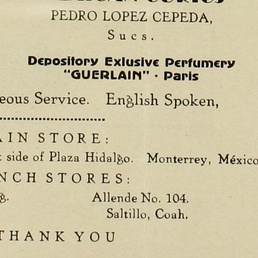 PEDRO LOPEZ CEPEDA,
Sucs.
Depository Exlusive Perfumery
"GUERLAIN" · Paris
eous Service. English Spoken,
AIN STORE:
side of Plaza Hidalgo. Monterrey, México
NCH STORES:
Allende No. 104.
Saltillo, Coah.
THANK YOU